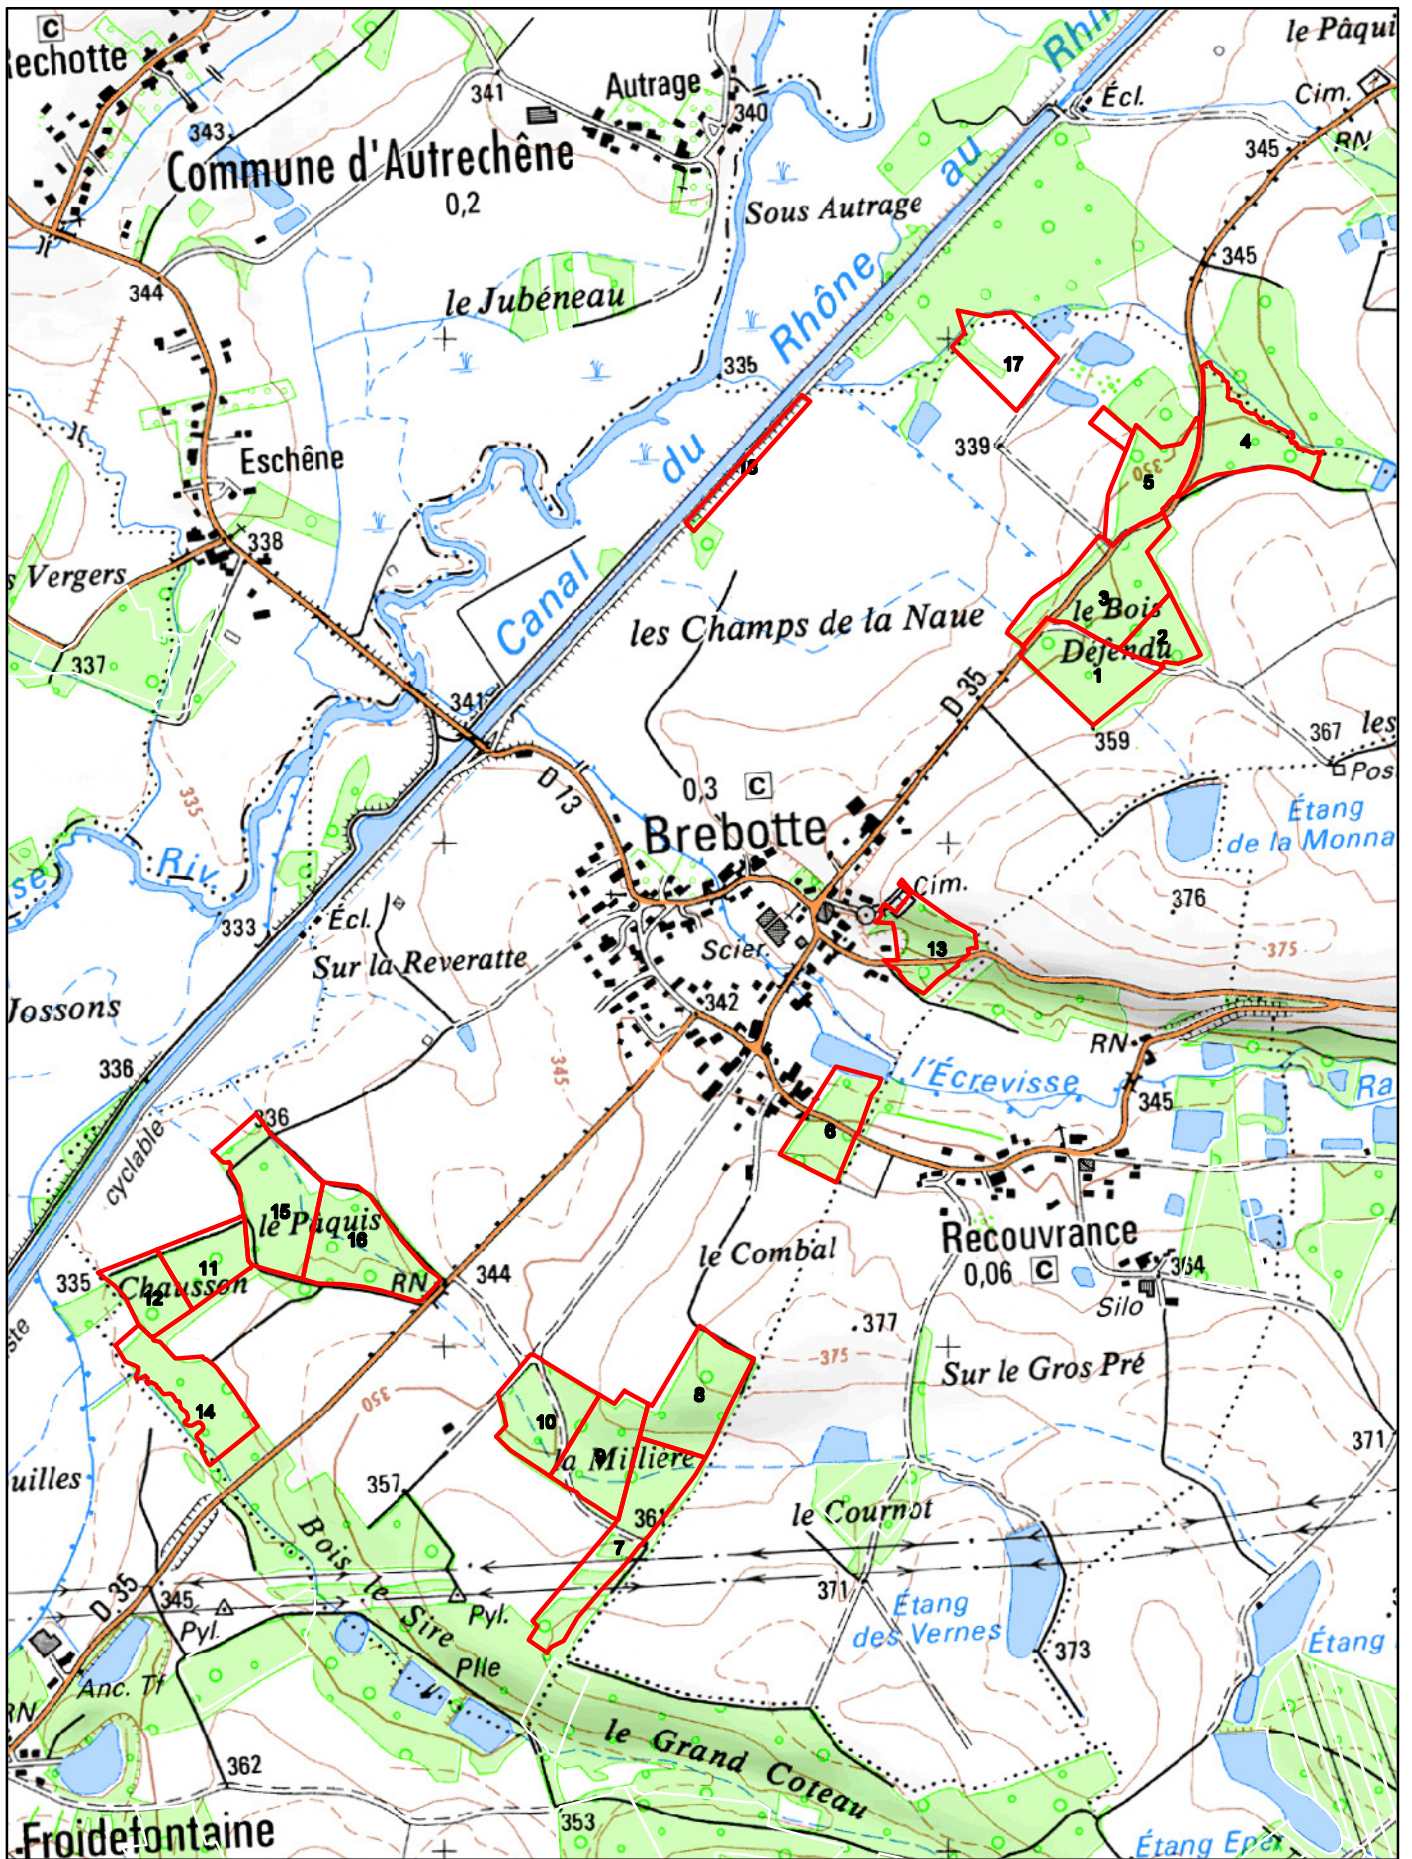 C
Autrage
341
340
343
Commune d'Autrechêne
0,2
Sous Autrage
au
Écl.
Cim.
RN
345
345
344
le Jubéneau
Rhône
335
17
Eschêne
du
18
339
4
350
5
338
Vergers
Canal
les Champs de la Naue
3
le Bois
2
Défendu
1
337
341
D 35
359
367
les
D 13
0,3
C
Brebotte
Étang
de la Monna
335
Riv.
333
Écl.
Cim.
376
375
Sur la Reveratte
Scier.
13
Jossons
342
336
345
RN
l'Écrevisse
345
Ra
336
cyclable
6
15
le Pâquis
16
Recouvrance
0,06
C
le Combal
335
11
Chausson
12
RN
344
364
Silo
377
375
Sur le Gros Pré
350
8
14
10
9
la Millière
371
uilles
357
361
le Cournot
7
Bois
le
Sire
371
Étang
des Vernes
D 35
345
Pyl.
Pyl.
373
Étang
Anc. Tf
Plle
RN
le Grand Coteau
362
353
Froidefontaine